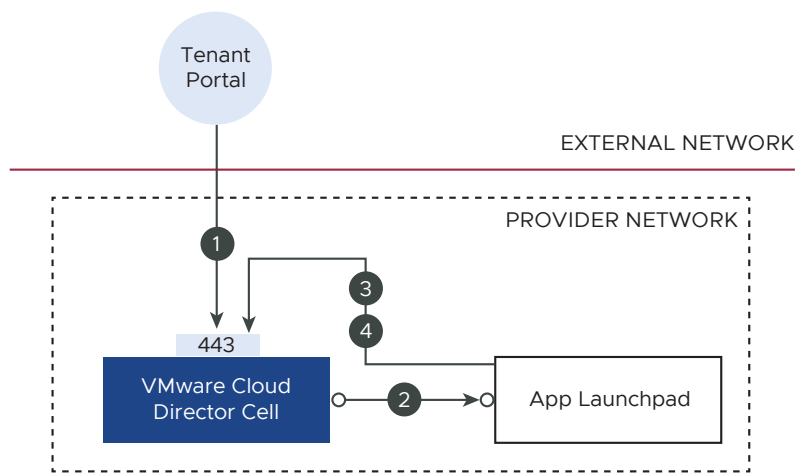 Tenant
Portal
EXTERNAL NETWORK
PROVIDER NETWORK
1
3
4
443
VMware Cloud
Director Cell
2
App Launchpad